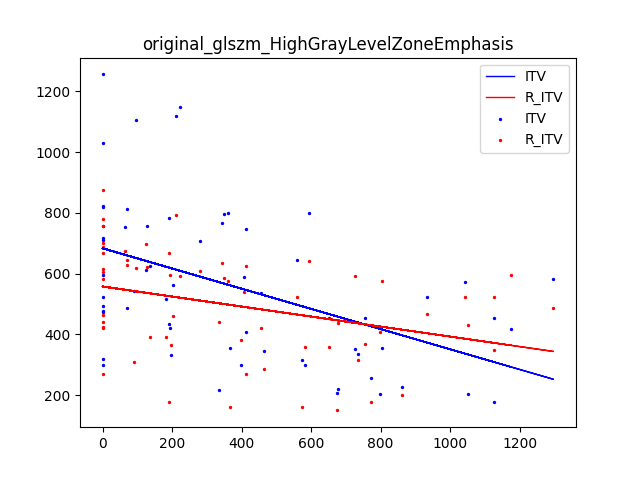 original_glszm_HighGrayLevelZoneEmphasis
ITV
R_ITV
ITV
R_ITV
1200
1000
800
600
400
200
0 200 400 600 800 1000 1200